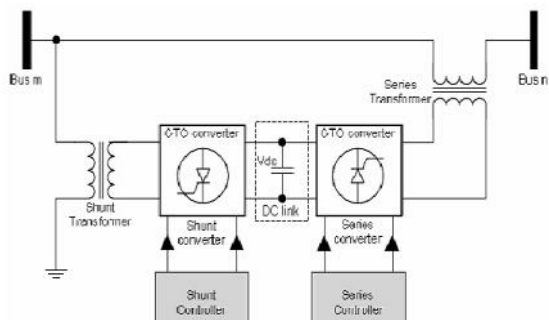 Bus m
Bus n
Series
Transformer
GTO converter
GTO converter
Vdc
DC link
Shunt
Transformer
Shunt
converter
Series
converter
Shunt
Controller
Series
Controller